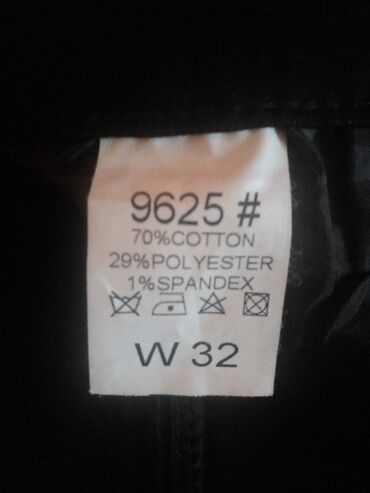 9625 #
70%COTTON
29%POLYESTER
1%SPANDEX
W 32